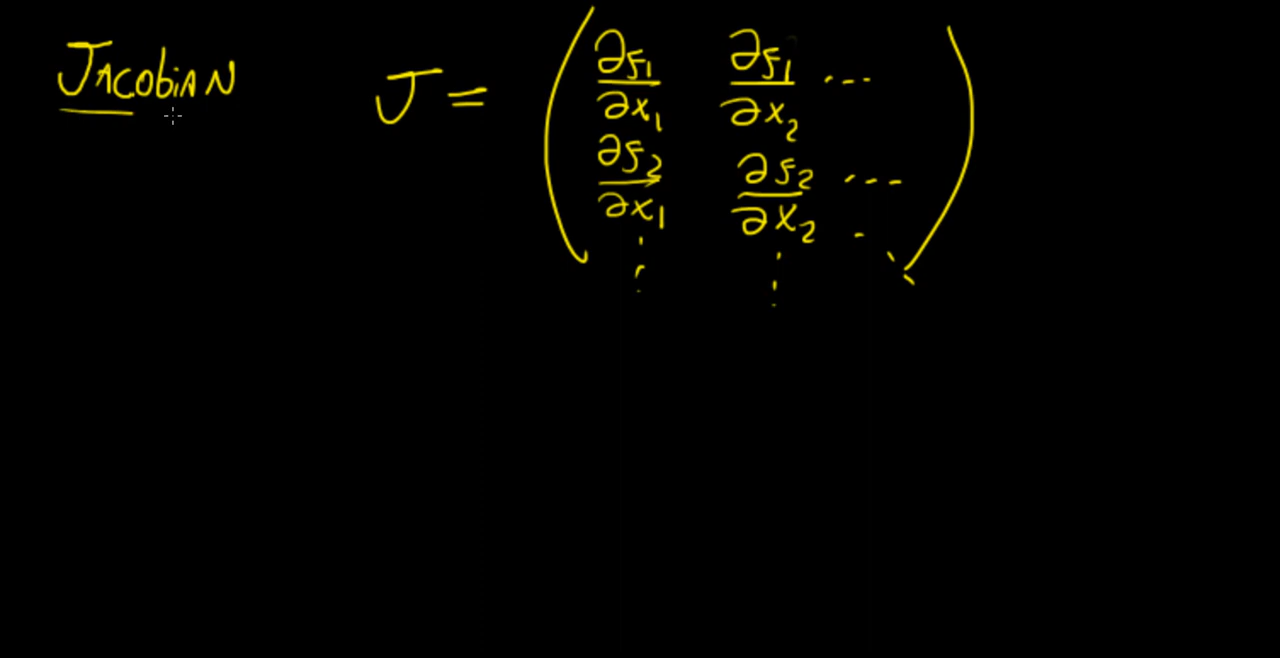 JACobiAN
J = ( ∂f₁/∂x₁ ∂f₁/∂x₂ ...
∂f₂/∂x₁ ∂f₂/∂x₂ ...
⋮ ⋮ ⋱ )